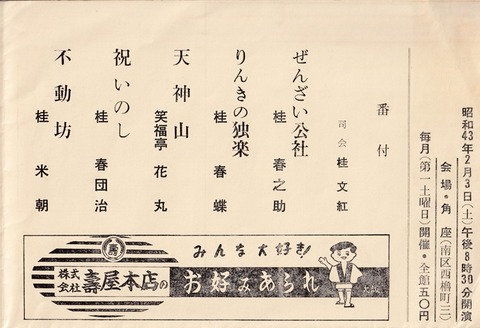 昭和43年2月3日(土)午後8時30分開演
会場・角座(南区西櫓町三)
毎月(第一土曜日)開催・全館五〇円
番付
司会 桂文紅
ぜんざい公社
桂 春之助
りんきの独楽
桂 春蝶
天神山
笑福亭 花丸
祝いのし
桂 春団治
不動坊
桂 米朝
みんな大好き!
株式会社 壽屋本店の お好みあられ